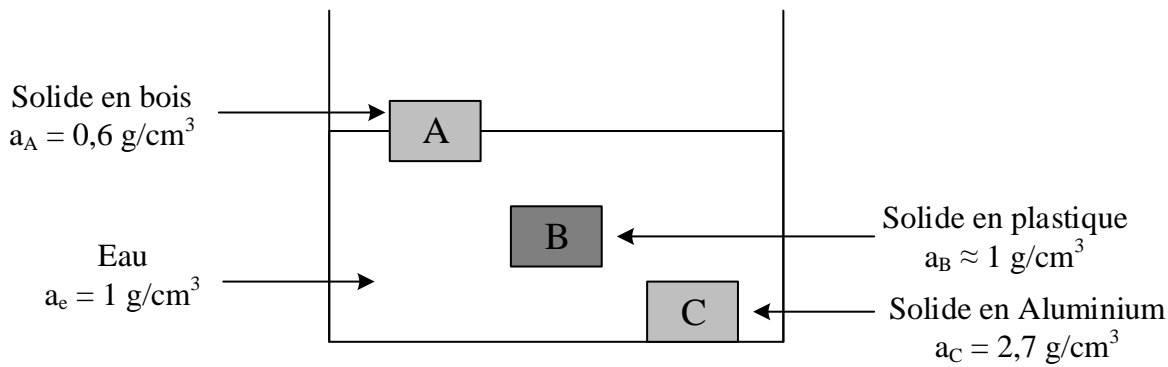 Solide en bois
a_A = 0,6 g/cm³
A
B
Eau
a_e = 1 g/cm³
Solide en plastique
a_B ≈ 1 g/cm³
C
Solide en Aluminium
a_C = 2,7 g/cm³